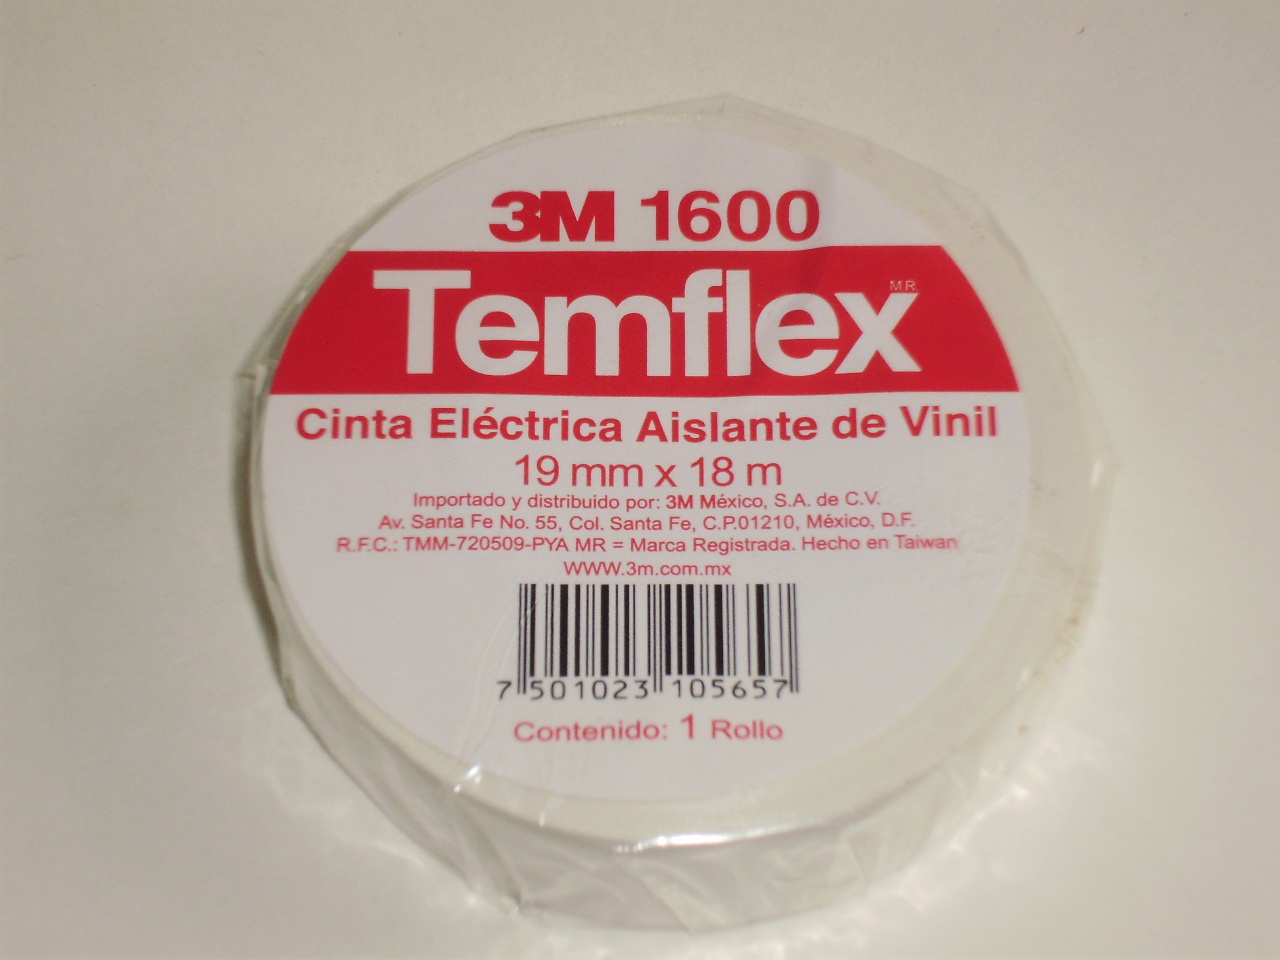 3M 1600
Temflex MR
Cinta Eléctrica Aislante de Vinil
19 mm x 18 m
Importado y distribuido por: 3M México, S.A. de C.V.
Av. Santa Fe No. 55, Col. Santa Fe, C.P.01210, México, D.F.
R.F.C.: TMM-720509-PYA MR = Marca Registrada. Hecho en Taiwan
WWW.3m.com.mx
7 501023 105657
Contenido: 1 Rollo